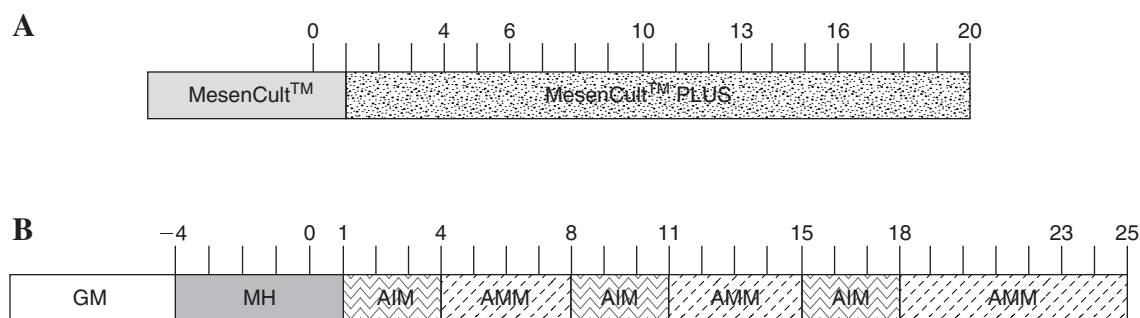 A
0 4 6 10 13 16 20
MesenCult™ MesenCult™ PLUS
B
−4 0 1 4 8 11 15 18 23 25
GM MH AIM AMM AIM AMM AIM AMM